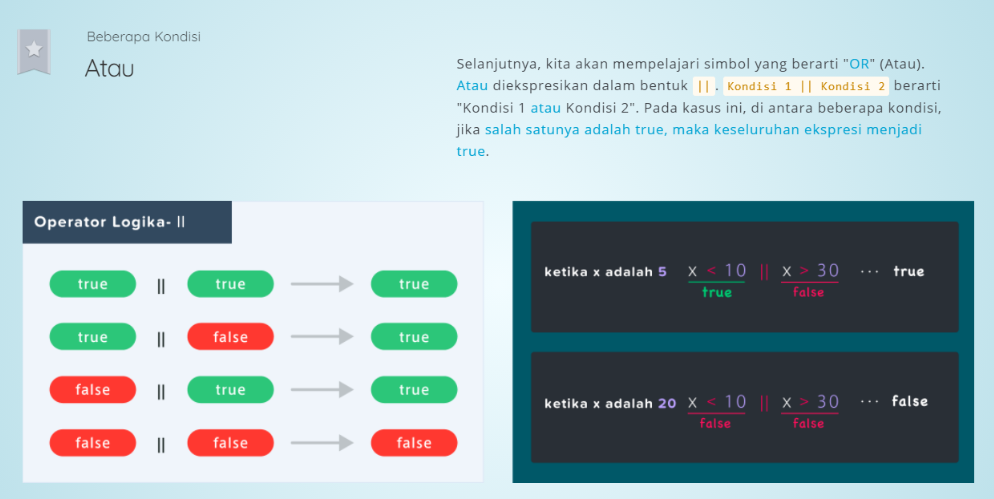 Beberapa Kondisi
Atau
Selanjutnya, kita akan mempelajari simbol yang berarti "OR" (Atau).
Atau diekspresikan dalam bentuk || . Kondisi 1 || Kondisi 2 berarti
"Kondisi 1 atau Kondisi 2". Pada kasus ini, di antara beberapa kondisi,
jika salah satunya adalah true, maka keseluruhan ekspresi menjadi
true.
Operator Logika- ||
true || true true
true || false true
false || true true
false || false false
ketika x adalah 5 x < 10 || x > 30 ··· true
true false
ketika x adalah 20 x < 10 || x > 30 ··· false
false false